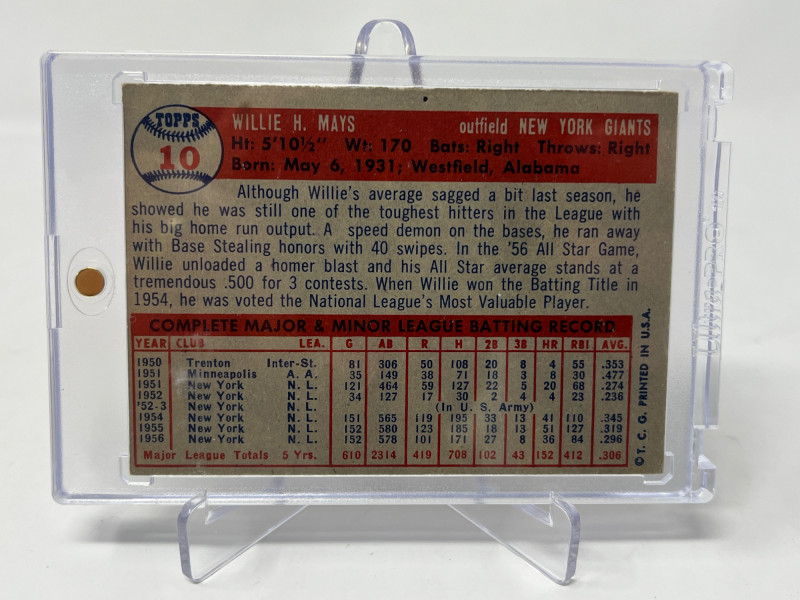 TOPPS
10
WILLIE H. MAYS outfield NEW YORK GIANTS
Ht: 5'10½" Wt: 170 Bats: Right Throws: Right
Born: May 6, 1931; Westfield, Alabama
Although Willie's average sagged a bit last season, he
showed he was still one of the toughest hitters in the League with
his big home run output. A speed demon on the bases, he ran away
with Base Stealing honors with 40 swipes. In the '56 All Star Game,
Willie unloaded a homer blast and his All Star average stands at
a tremendous .500 for 3 contests. When Willie won the Batting Title in
1954, he was voted the National League's Most Valuable Player.
COMPLETE MAJOR & MINOR LEAGUE BATTING RECORD
YEAR CLUB LEA. G AB R H 2B 3B HR RBI AVG.
1950 Trenton Inter-St. 81 306 50 108 20 8 4 55 .353
1951 Minneapolis A. A. 35 149 38 71 18 3 8 30 .477
1951 New York N. L. 121 464 59 127 22 5 20 68 .274
1952 New York N. L. 34 127 17 30 2 4 4 23 .236
'52-3 (In U. S. Army)
1954 New York N. L. 151 565 119 195 33 13 41 110 .345
1955 New York N. L. 152 580 123 185 18 13 51 127 .319
1956 New York N. L. 152 578 101 171 27 8 36 84 .296
Major League Totals 5 Yrs. 610 2314 419 708 102 43 152 412 .306
© T. C. G. PRINTED IN U.S.A.